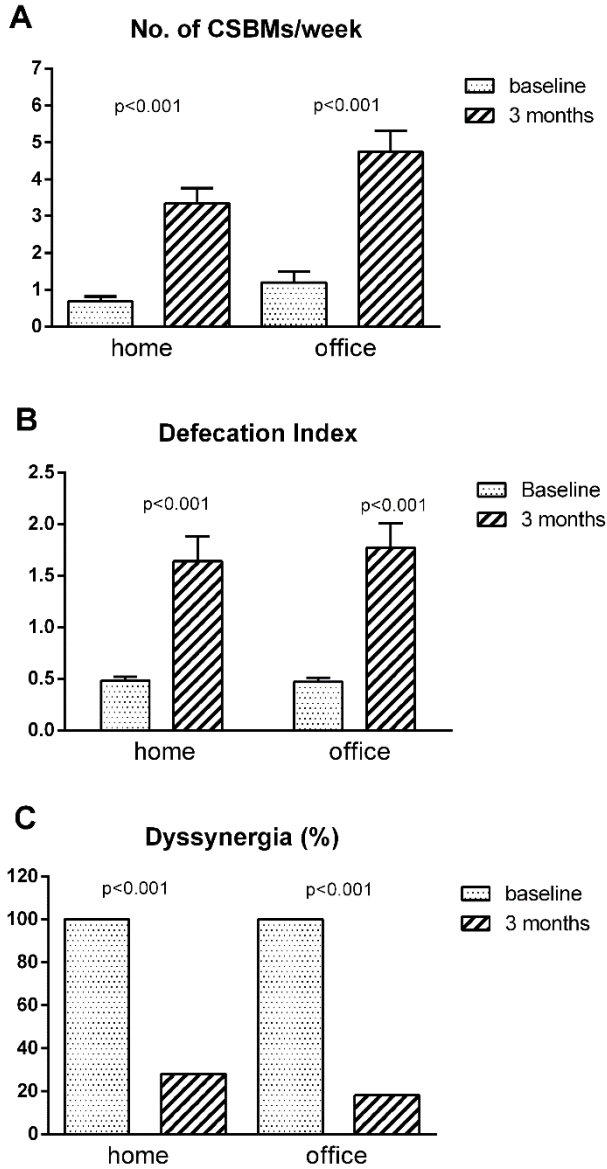 A
No. of CSBMs/week
7
6
5
4
3
2
1
0
p<0.001
p<0.001
baseline
3 months
home
office
B
Defecation Index
2.5
2.0
1.5
1.0
0.5
0.0
p<0.001
p<0.001
Baseline
3 months
home
office
C
Dyssynergia (%)
120
100
80
60
40
20
0
p<0.001
p<0.001
baseline
3 months
home
office